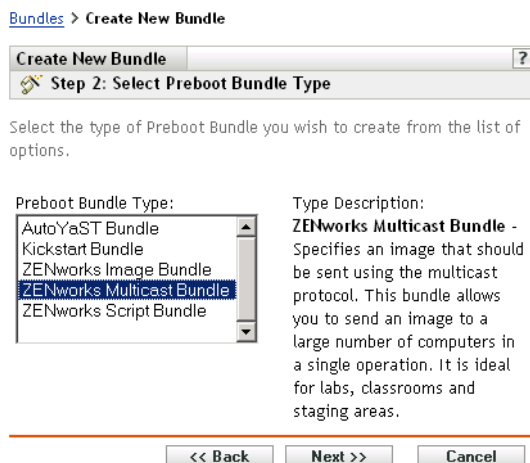 Bundles > Create New Bundle
Create New Bundle
?
Step 2: Select Preboot Bundle Type
Select the type of Preboot Bundle you wish to create from the list of
options.
Preboot Bundle Type:
AutoYaST Bundle
Kickstart Bundle
ZENworks Image Bundle
ZENworks Multicast Bundle
ZENworks Script Bundle
Type Description:
ZENworks Multicast Bundle -
Specifies an image that should
be sent using the multicast
protocol. This bundle allows
you to send an image to a
large number of computers in
a single operation. It is ideal
for labs, classrooms and
staging areas.
<< Back
Next >>
Cancel